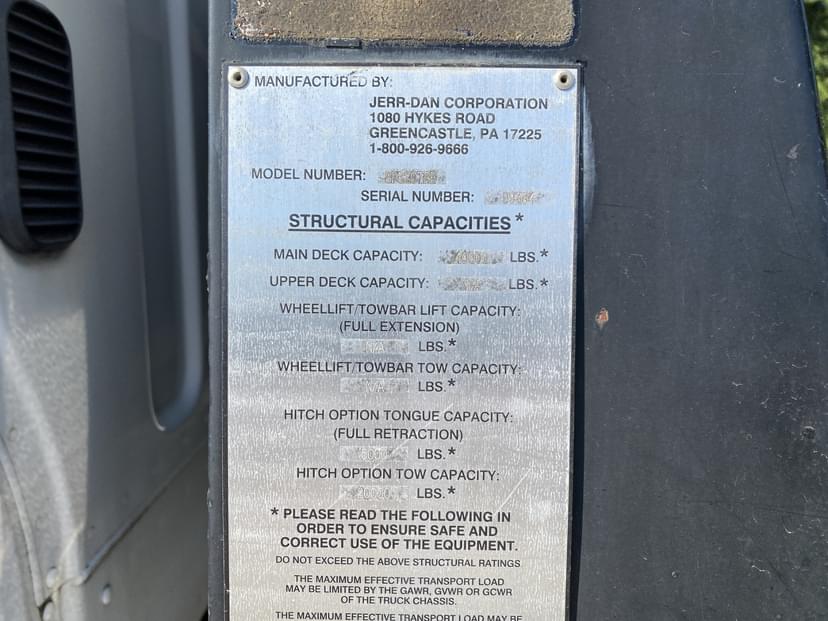 MANUFACTURED BY:
JERR-DAN CORPORATION
1080 HYKES ROAD
GREENCASTLE, PA 17225
1-800-926-9666
MODEL NUMBER:
SERIAL NUMBER:
STRUCTURAL CAPACITIES*
MAIN DECK CAPACITY: LBS.*
UPPER DECK CAPACITY: LBS.*
WHEELLIFT/TOWBAR LIFT CAPACITY:
(FULL EXTENSION)
N/A LBS.*
WHEELLIFT/TOWBAR TOW CAPACITY:
N/A LBS.*
HITCH OPTION TONGUE CAPACITY:
(FULL RETRACTION)
LBS.*
HITCH OPTION TOW CAPACITY:
LBS.*
* PLEASE READ THE FOLLOWING IN
ORDER TO ENSURE SAFE AND
CORRECT USE OF THE EQUIPMENT.
DO NOT EXCEED THE ABOVE STRUCTURAL RATINGS
THE MAXIMUM EFFECTIVE TRANSPORT LOAD
MAY BE LIMITED BY THE GAWR, GVWR OR GCWR
OF THE TRUCK CHASSIS.
THE MAXIMUM EFFECTIVE TRANSPORT LOAD MAY BE